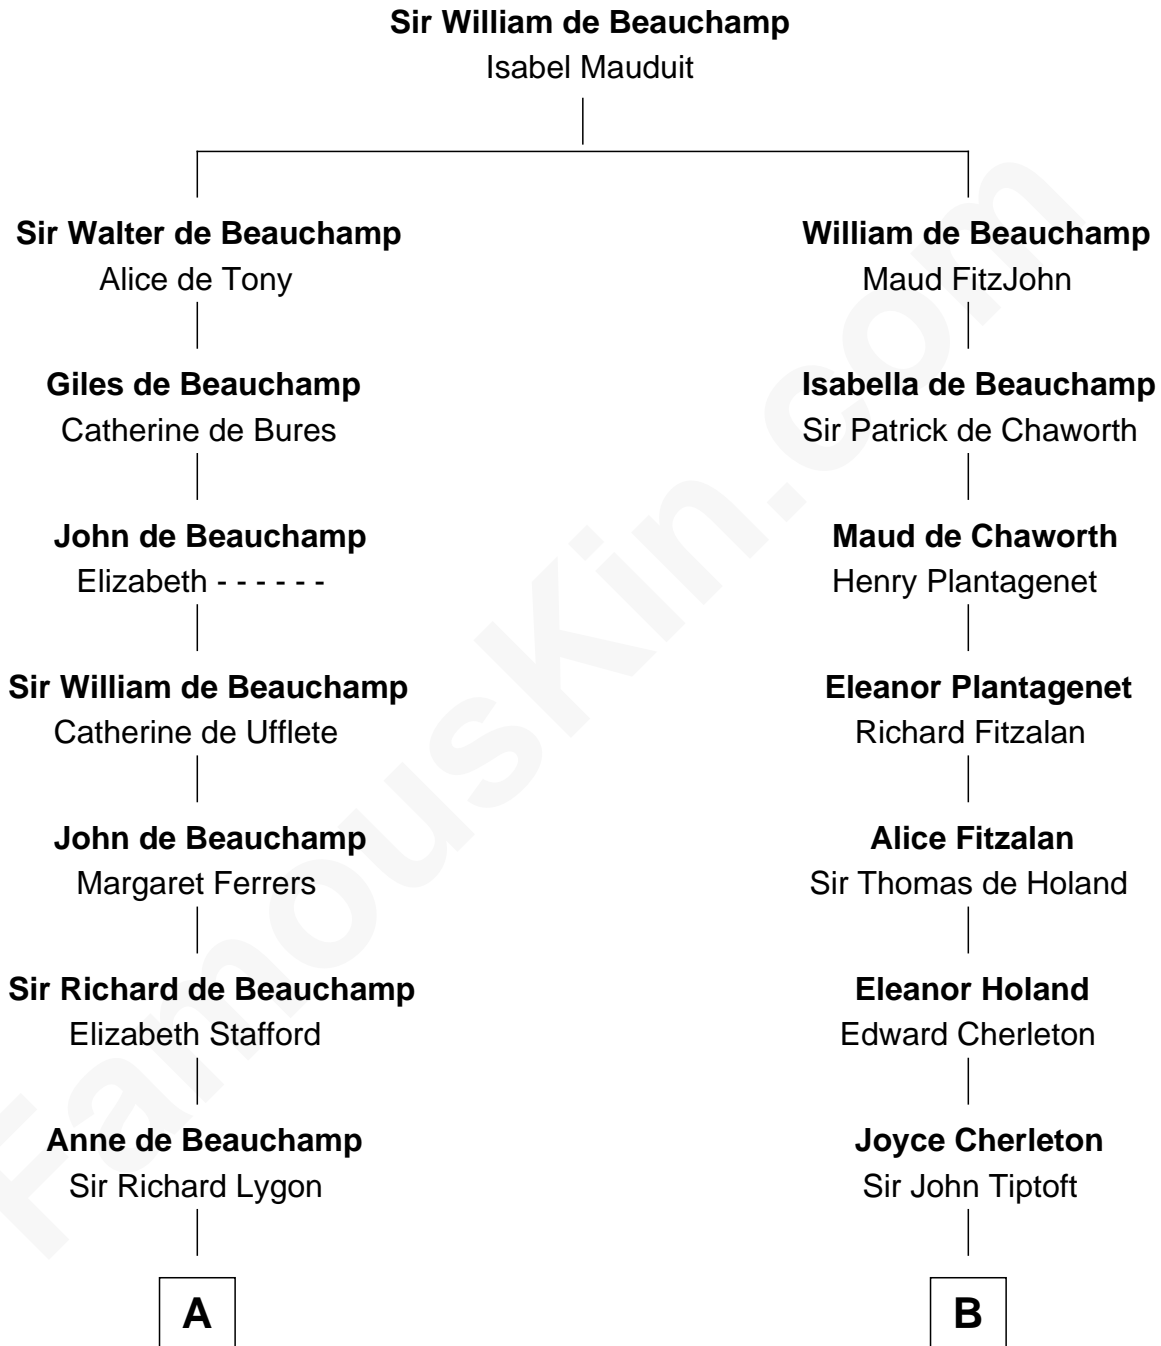 Sir William de Beauchamp
Isabel Mauduit
Sir Walter de Beauchamp
Alice de Tony
Giles de Beauchamp
Catherine de Bures
John de Beauchamp
Elizabeth - - - - - -
Sir William de Beauchamp
Catherine de Ufflete
John de Beauchamp
Margaret Ferrers
Sir Richard de Beauchamp
Elizabeth Stafford
Anne de Beauchamp
Sir Richard Lygon
A
William de Beauchamp
Maud FitzJohn
Isabella de Beauchamp
Sir Patrick de Chaworth
Maud de Chaworth
Henry Plantagenet
Eleanor Plantagenet
Richard Fitzalan
Alice Fitzalan
Sir Thomas de Holand
Eleanor Holand
Edward Cherleton
Joyce Cherleton
Sir John Tiptoft
B
FamousKin.com